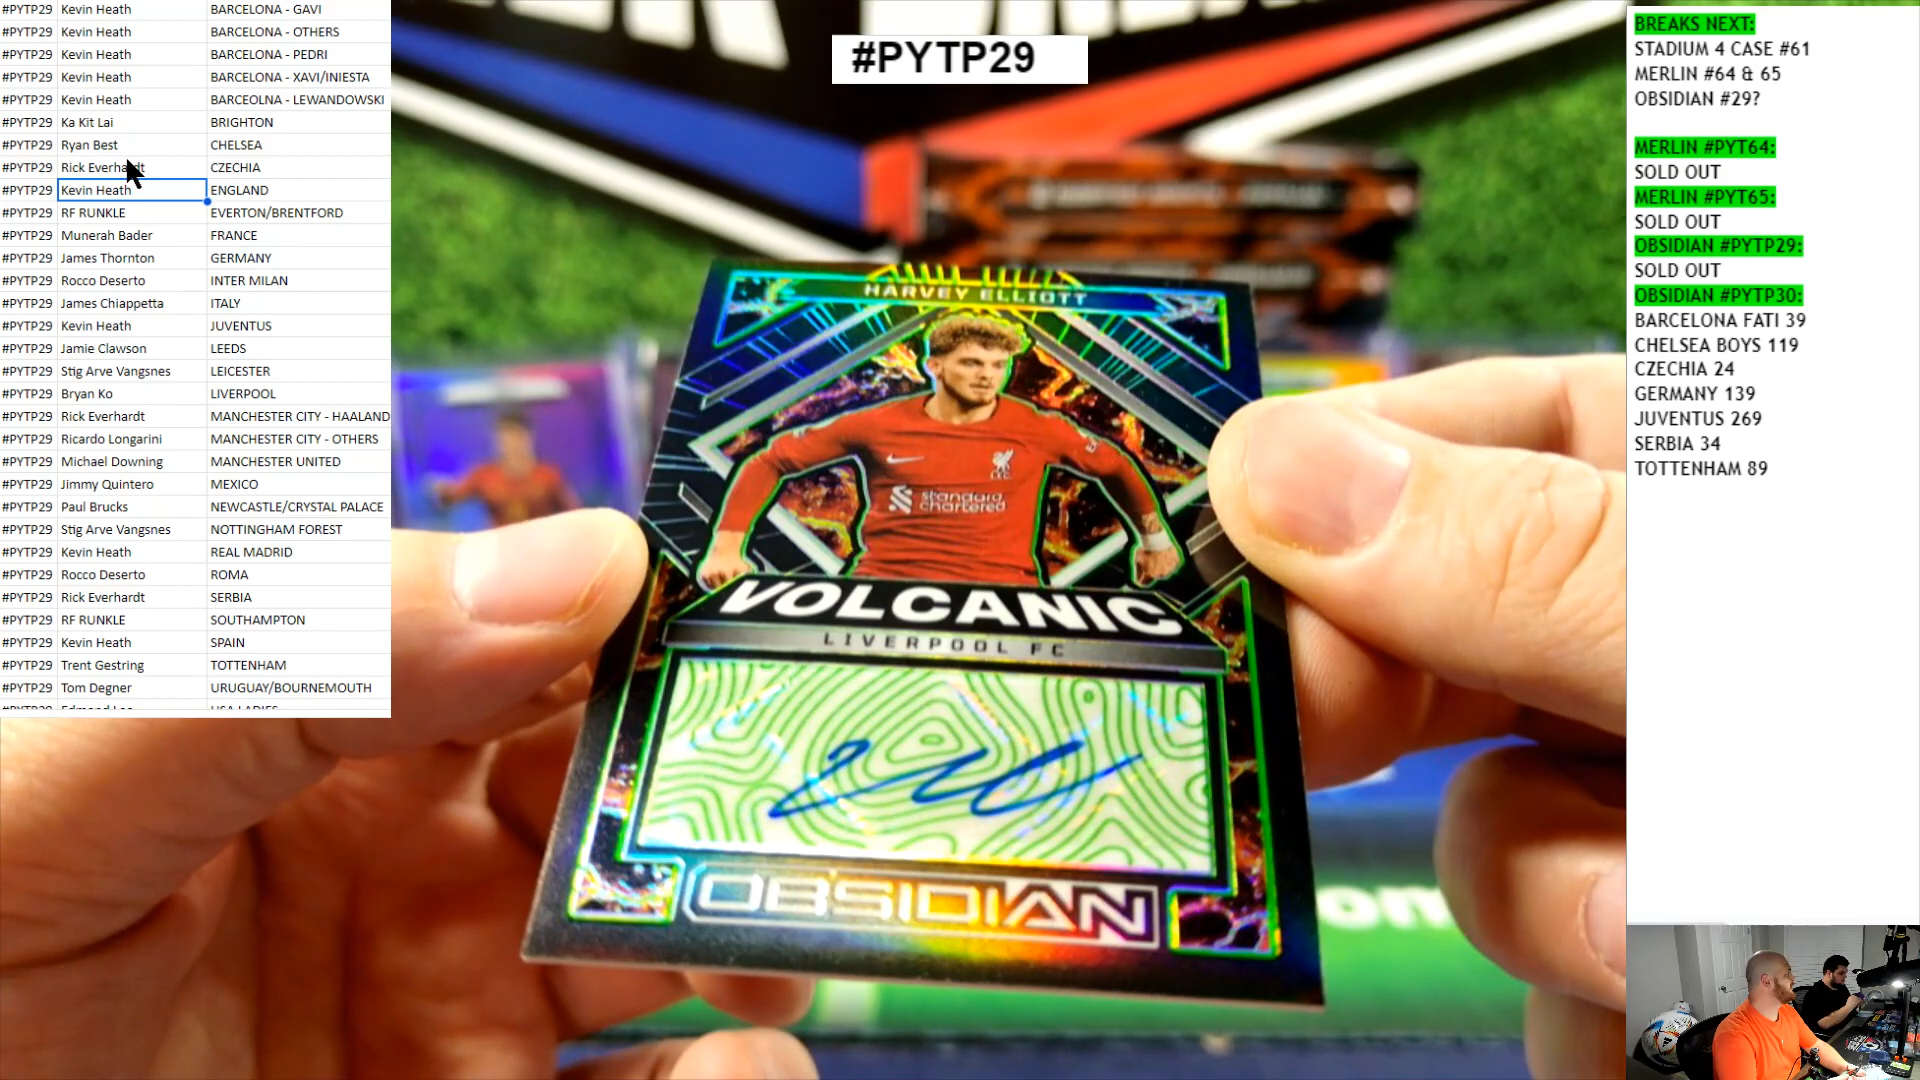 #PYTP29 Kevin Heath BARCELONA - GAVI
#PYTP29 Kevin Heath BARCELONA - OTHERS
#PYTP29 Kevin Heath BARCELONA - PEDRI
#PYTP29 Kevin Heath BARCELONA - XAVI/INIESTA
#PYTP29 Kevin Heath BARCEOLNA - LEWANDOWSKI
#PYTP29 Ka Kit Lai BRIGHTON
#PYTP29 Ryan Best CHELSEA
#PYTP29 Rick Everhardt CZECHIA
#PYTP29 Kevin Heath ENGLAND
#PYTP29 RF RUNKLE EVERTON/BRENTFORD
#PYTP29 Munerah Bader FRANCE
#PYTP29 James Thornton GERMANY
#PYTP29 Rocco Deserto INTER MILAN
#PYTP29 James Chiappetta ITALY
#PYTP29 Kevin Heath JUVENTUS
#PYTP29 Jamie Clawson LEEDS
#PYTP29 Stig Arve Vangsnes LEICESTER
#PYTP29 Bryan Ko LIVERPOOL
#PYTP29 Rick Everhardt MANCHESTER CITY - HAALAND
#PYTP29 Ricardo Longarini MANCHESTER CITY - OTHERS
#PYTP29 Michael Downing MANCHESTER UNITED
#PYTP29 Jimmy Quintero MEXICO
#PYTP29 Paul Brucks NEWCASTLE/CRYSTAL PALACE
#PYTP29 Stig Arve Vangsnes NOTTINGHAM FOREST
#PYTP29 Kevin Heath REAL MADRID
#PYTP29 Rocco Deserto ROMA
#PYTP29 Rick Everhardt SERBIA
#PYTP29 RF RUNKLE SOUTHAMPTON
#PYTP29 Kevin Heath SPAIN
#PYTP29 Trent Gestring TOTTENHAM
#PYTP29 Tom Degner URUGUAY/BOURNEMOUTH
#PYTP29
HARVEY ELLIOTT
standard
chartered
VOLCANIC
LIVERPOOL FC
OBSIDIAN
BREAKS NEXT:
STADIUM 4 CASE #61
MERLIN #64 & 65
OBSIDIAN #29?
MERLIN #PYT64:
SOLD OUT
MERLIN #PYT65:
SOLD OUT
OBSIDIAN #PYTP29:
SOLD OUT
OBSIDIAN #PYTP30:
BARCELONA FATI 39
CHELSEA BOYS 119
CZECHIA 24
GERMANY 139
JUVENTUS 269
SERBIA 34
TOTTENHAM 89